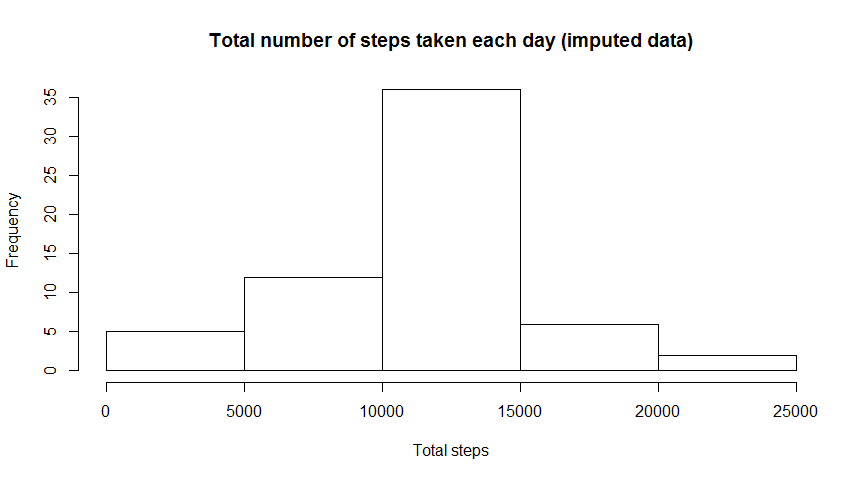 Total number of steps taken each day (imputed data)
Frequency
35
30
25
20
15
10
5
0
0 5000 10000 15000 20000 25000
Total steps